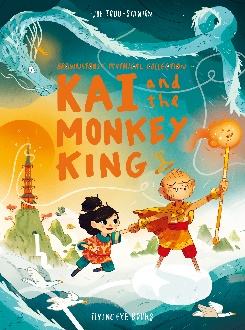 JOE TODD-STANTON
BROWNSTONE'S MYTHICAL COLLECTION
KAI and
the
MONKEY
KING
FLYING EYE BOOKS